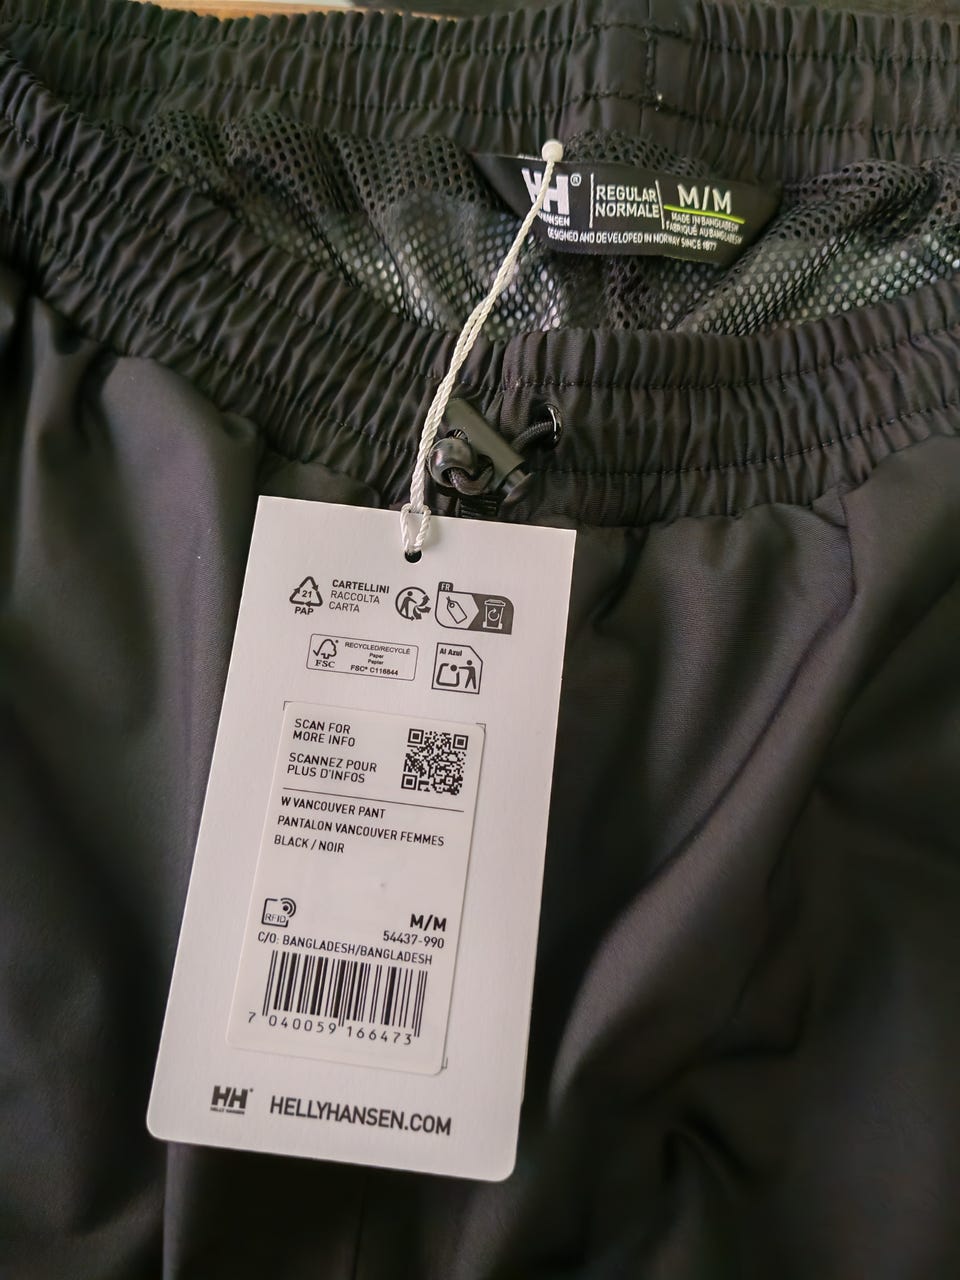 HH®
HANSEN
REGULAR
NORMALE
M/M
MADE IN BANGLADESH
FABRIQUÉ AU BANGLADESH
DESIGNED AND DEVELOPED IN NORWAY SINCE 1877
21
PAP
CARTELLINI
RACCOLTA
CARTA
FR
FSC
RECYCLED/RECYCLÉ
Paper
Papier
FSC® C116844
Al Azul
SCAN FOR
MORE INFO
SCANNEZ POUR
PLUS D'INFOS
W VANCOUVER PANT
PANTALON VANCOUVER FEMMES
BLACK / NOIR
RFID
M/M
54437-990
C/O: BANGLADESH/BANGLADESH
7 040059 166473
HH
HELLY HANSEN
HELLYHANSEN.COM